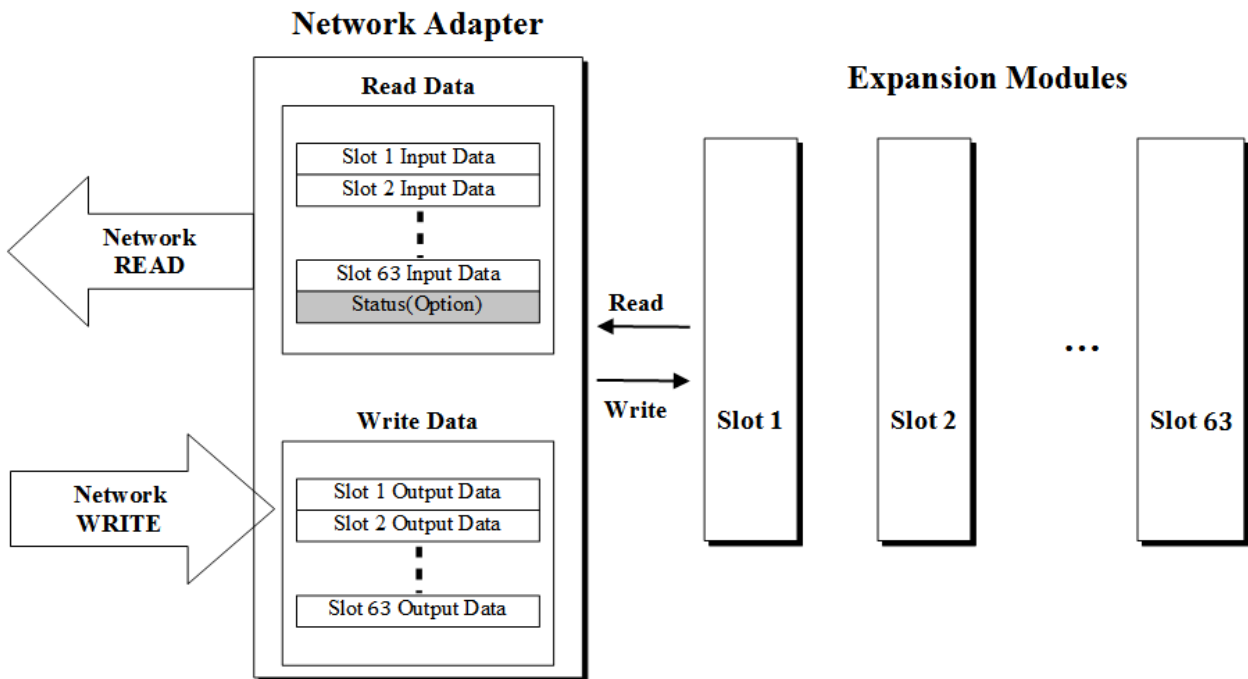 Network Adapter
Read Data
Slot 1 Input Data
Slot 2 Input Data
Slot 63 Input Data
Status(Option)
Network
READ
Write Data
Slot 1 Output Data
Slot 2 Output Data
Slot 63 Output Data
Network
WRITE
Read
Write
Expansion Modules
Slot 1
Slot 2
...
Slot 63